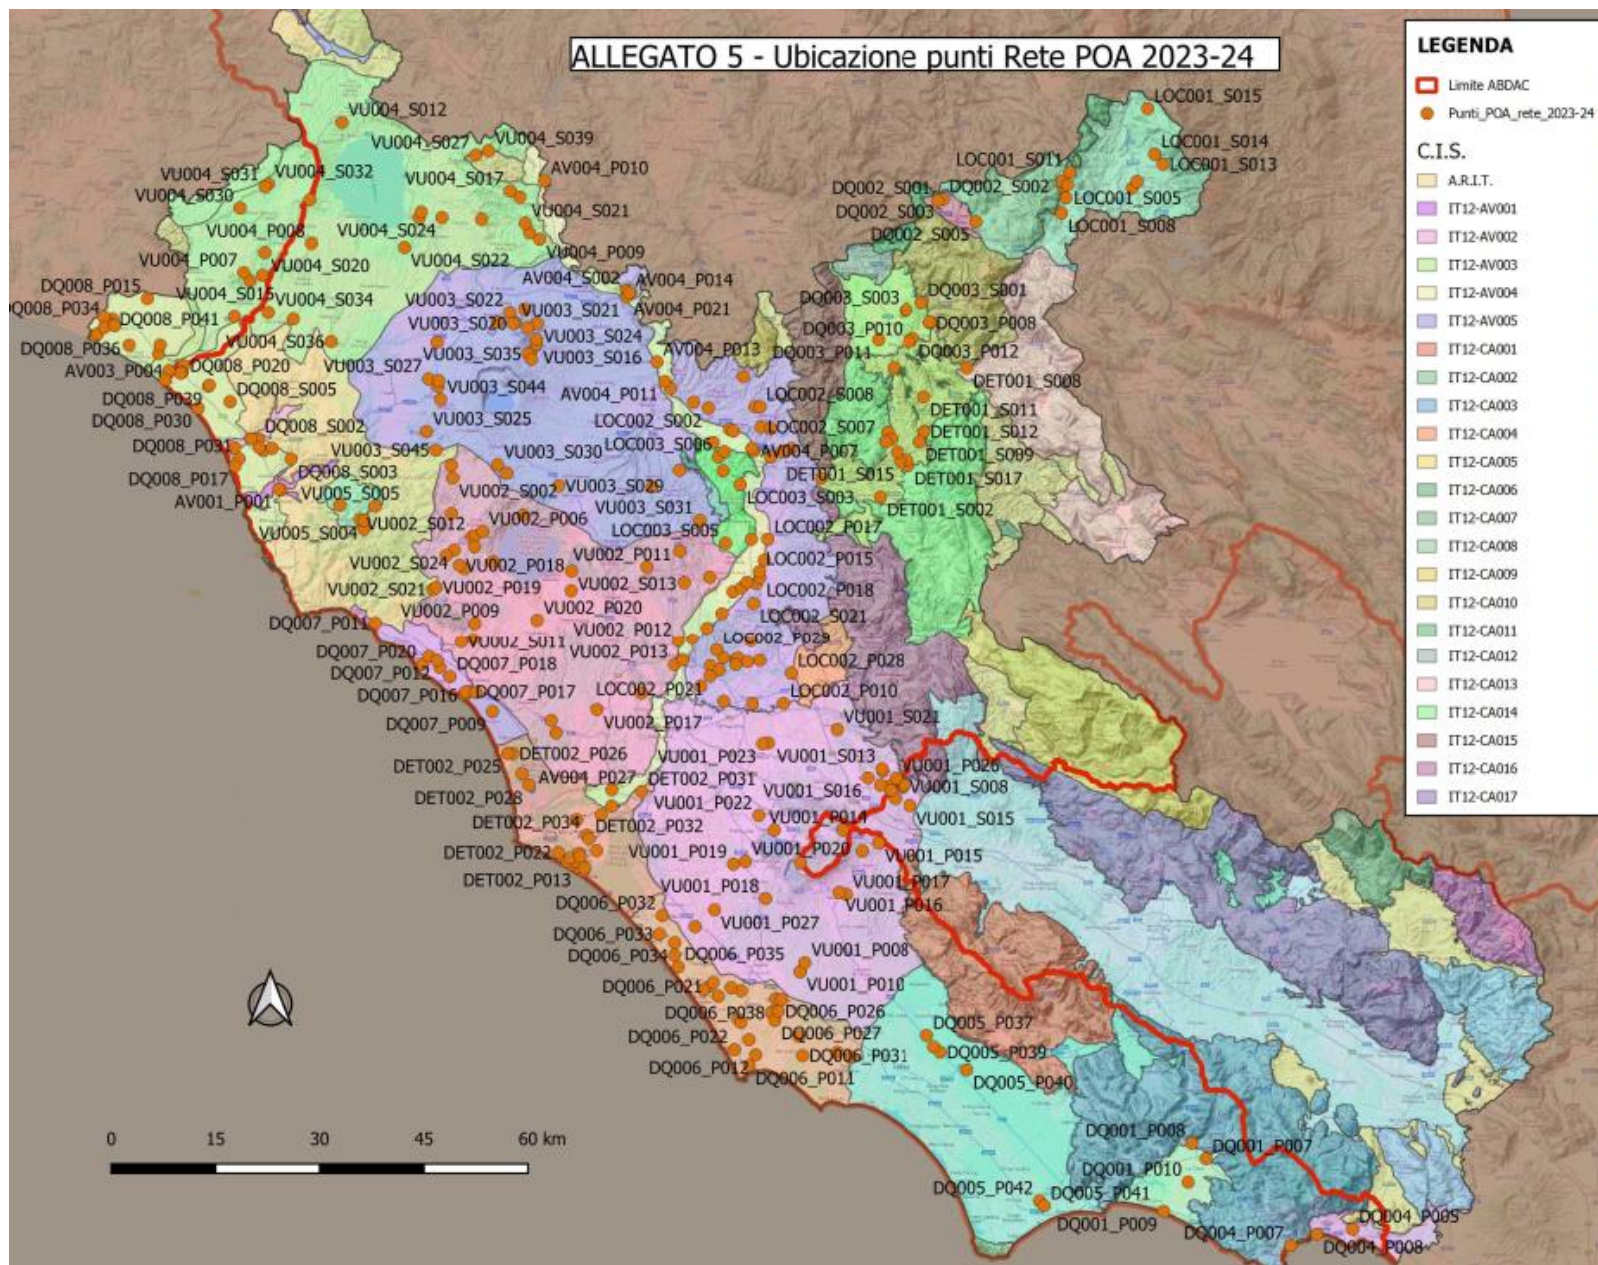 ALLEGATO 5 - Ubicazione punti Rete POA 2023-24
LEGENDA
Limite ABDAC
Punti_POA_rete_2023-24
C.I.S.
A.R.I.T.
IT12-AV001
IT12-AV002
IT12-AV003
IT12-AV004
IT12-AV005
IT12-CA001
IT12-CA002
IT12-CA003
IT12-CA004
IT12-CA005
IT12-CA006
IT12-CA007
IT12-CA008
IT12-CA009
IT12-CA010
IT12-CA011
IT12-CA012
IT12-CA013
IT12-CA014
IT12-CA015
IT12-CA016
IT12-CA017
LOC001_S015
VU004_S012
VU004_S027
VU004_S039
LOC001_S014
LOC001_S011
LOC001_S013
VU004_S031
VU004_S032
VU004_S017
AV004_P010
DQ002_S001
DQ002_S002
VU004_S030
LOC001_S005
DQ002_S003
VU004_S021
LOC001_S008
VU004_P008
VU004_S024
DQ002_S005
VU004_P009
VU004_P007
VU004_S020
VU004_S022
AV004_S002
AV004_P014
DQ008_P015
VU004_S015
VU004_S034
VU003_S022
AV004_P021
DQ003_S003
DQ003_S001
DQ008_P034
DQ008_P041
VU003_S021
VU003_S020
DQ003_P010
DQ003_P008
DQ008_P036
VU004_S036
VU003_S024
VU003_S035
VU003_S016
AV004_P013
DQ003_P011
DQ003_P012
AV003_P004
DQ008_P020
VU003_S027
DET001_S008
DQ008_S005
VU003_S044
AV004_P011
LOC002_S008
DQ008_P029
DET001_S011
DQ008_P030
VU003_S025
LOC002_S002
LOC002_S007
DQ008_S002
DET001_S012
DQ008_P031
VU003_S045
VU003_S030
LOC003_S006
AV004_P007
DET001_S009
DQ008_S003
DQ008_P017
DET001_S015
DET001_S017
VU005_S005
VU002_S002
VU003_S029
LOC003_S003
AV001_P001
VU003_S031
DET001_S002
VU005_S004
VU002_S012
VU002_P006
LOC003_S005
LOC002_P017
VU002_P011
LOC002_P015
VU002_S024
VU002_P018
VU002_S021
VU002_P019
VU002_S013
LOC002_P018
VU002_P009
VU002_P020
LOC002_S021
DQ007_P011
VU002_S011
VU002_P012
LOC002_P029
DQ007_P020
VU002_P013
DQ007_P018
LOC002_P028
DQ007_P012
DQ007_P016
DQ007_P017
LOC002_P021
LOC002_P010
DQ007_P009
VU002_P017
VU001_S021
DET002_P026
VU001_P023
VU001_S013
DET002_P025
AV004_P027
DET002_P031
VU001_P026
DET002_P028
VU001_P022
VU001_S016
VU001_S008
DET002_P034
DET002_P032
VU001_P014
VU001_S015
DET002_P022
VU001_P019
VU001_P020
VU001_P015
DET002_P013
VU001_P018
VU001_P017
DQ006_P032
VU001_P016
VU001_P027
DQ006_P033
DQ006_P034
DQ006_P035
VU001_P008
DQ006_P021
VU001_P010
DQ006_P038
DQ006_P026
DQ006_P022
DQ006_P027
DQ005_P037
DQ006_P031
DQ005_P039
DQ006_P012
DQ006_P011
DQ005_P040
DQ001_P008
DQ001_P007
DQ001_P010
DQ005_P042
DQ005_P041
DQ001_P009
DQ004_P007
DQ004_P005
DQ004_P008
0 15 30 45 60 km